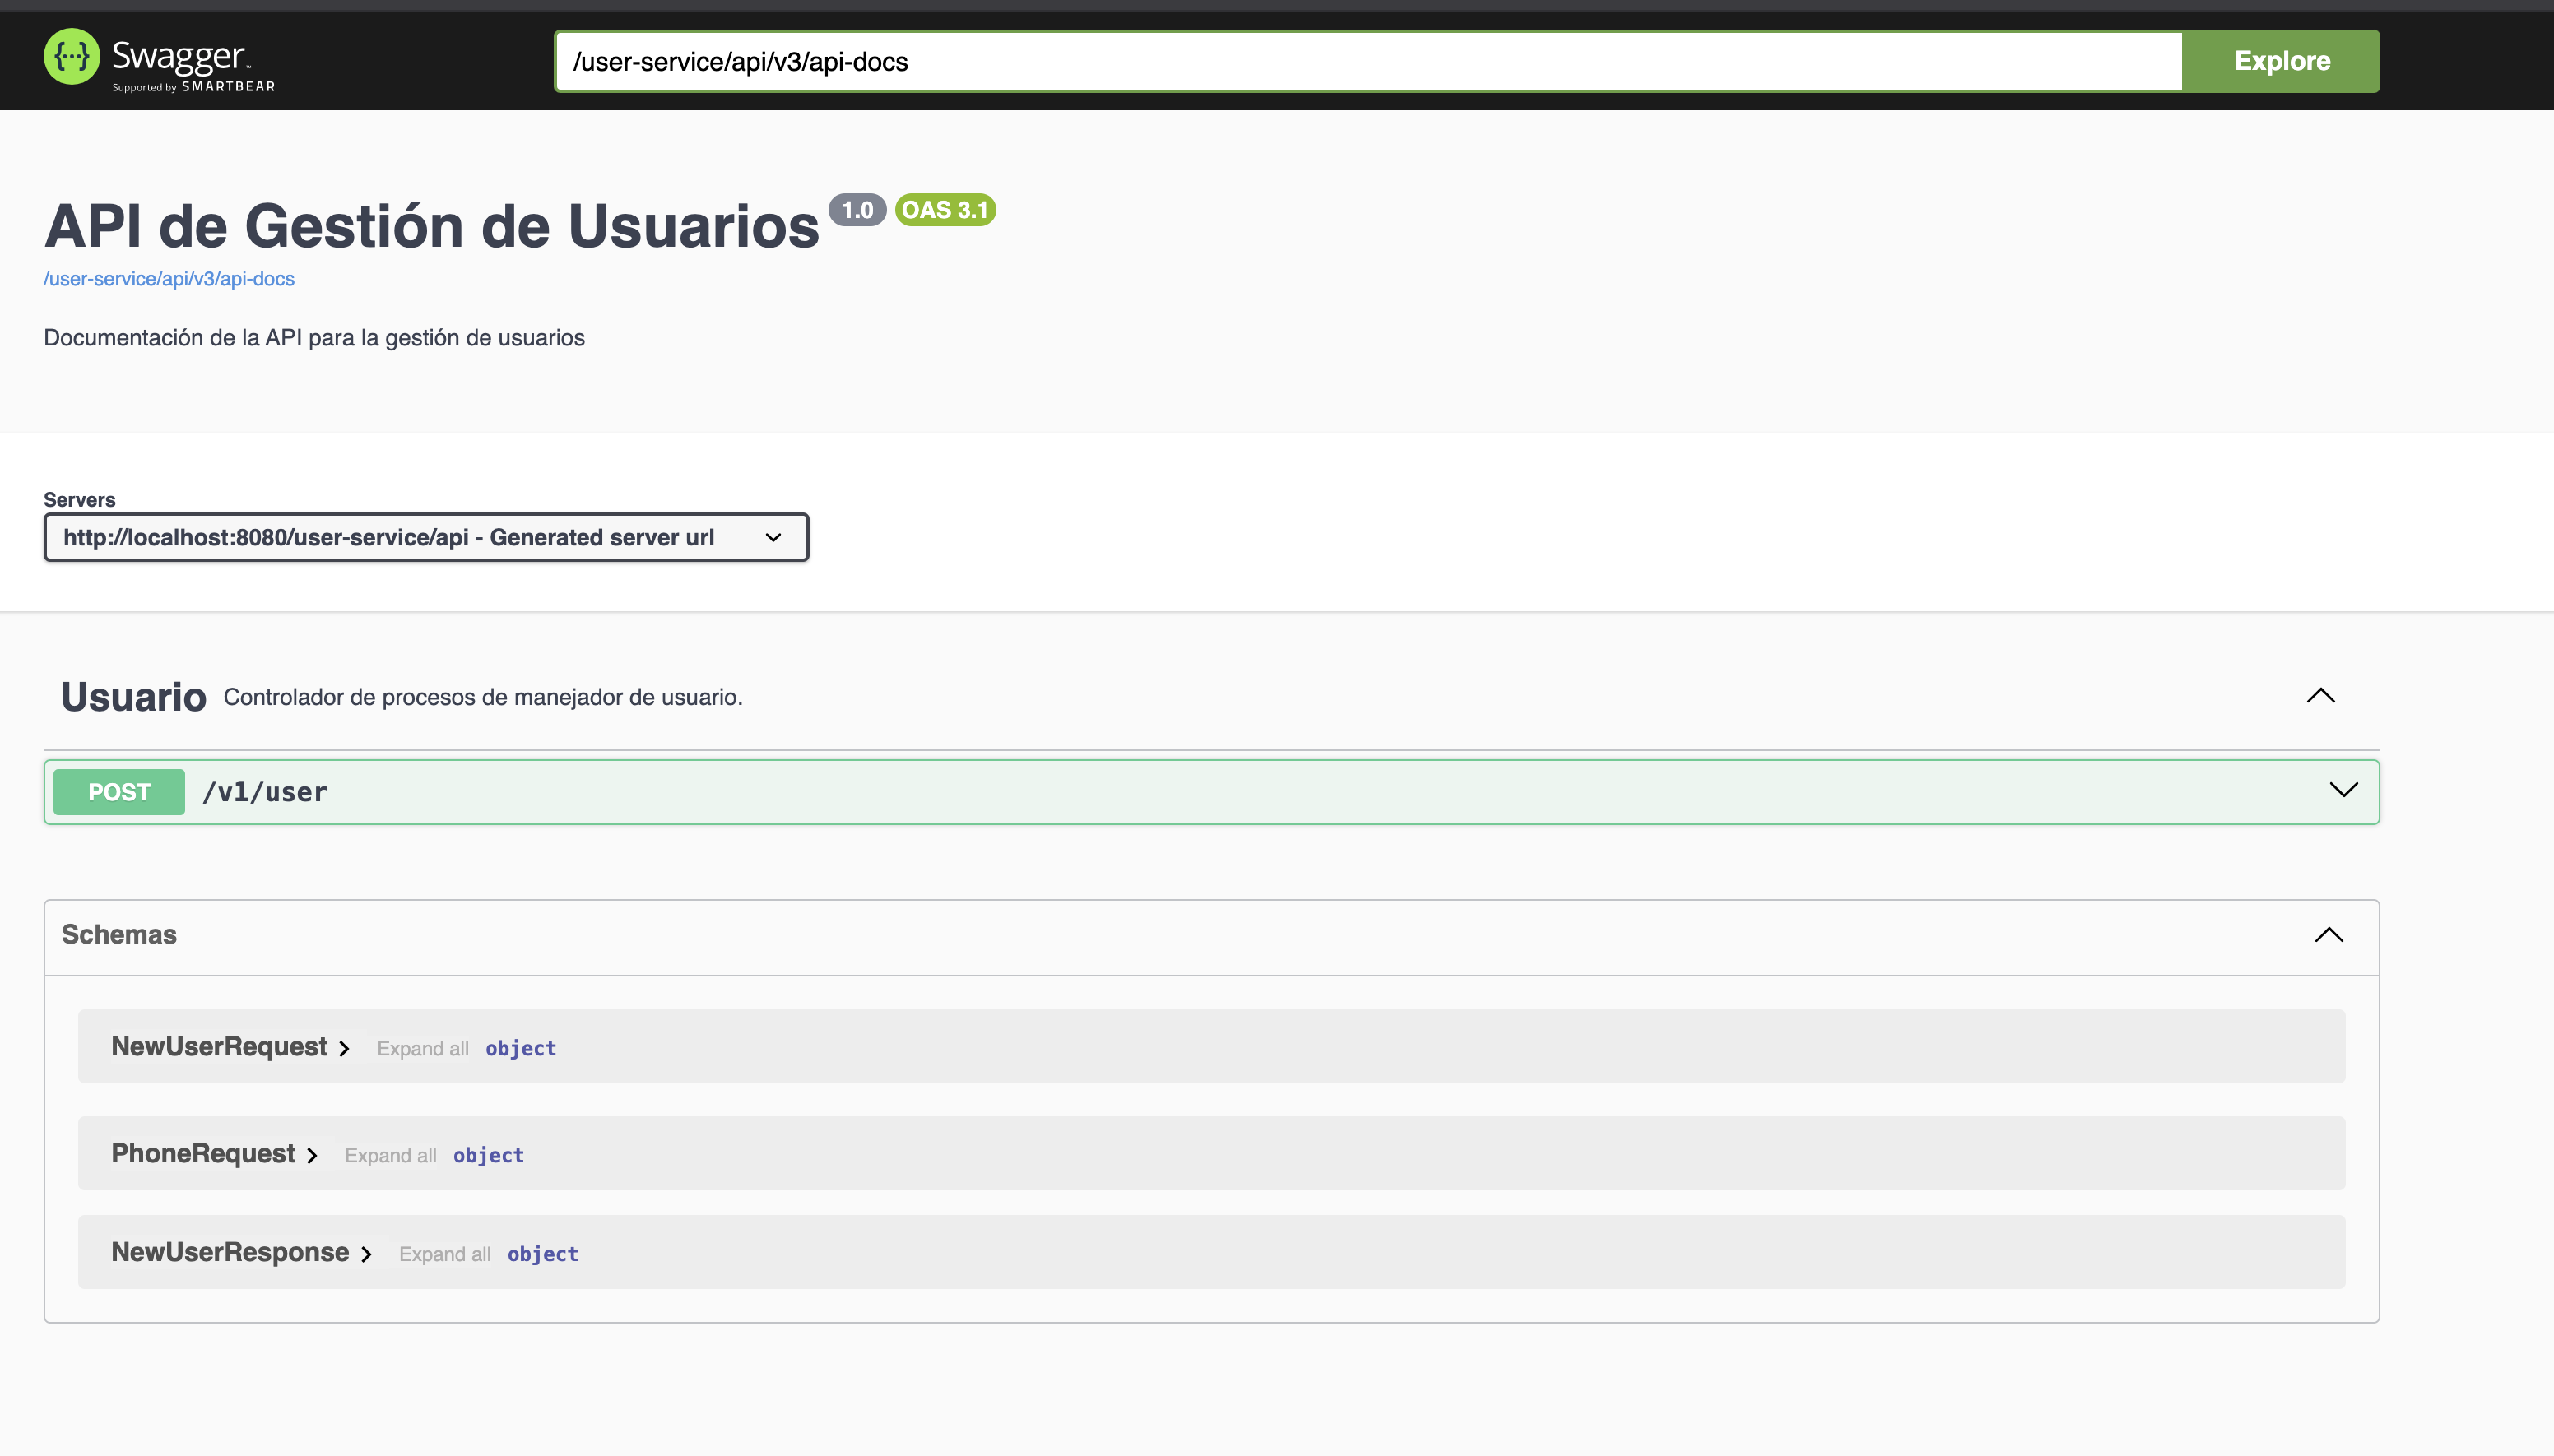 Swagger™
Supported by SMARTBEAR
/user-service/api/v3/api-docs
Explore
API de Gestión de Usuarios 1.0 OAS 3.1
/user-service/api/v3/api-docs
Documentación de la API para la gestión de usuarios
Servers
http://localhost:8080/user-service/api - Generated server url
Usuario Controlador de procesos de manejador de usuario.
POST /v1/user
Schemas
NewUserRequest Expand all object
PhoneRequest Expand all object
NewUserResponse Expand all object